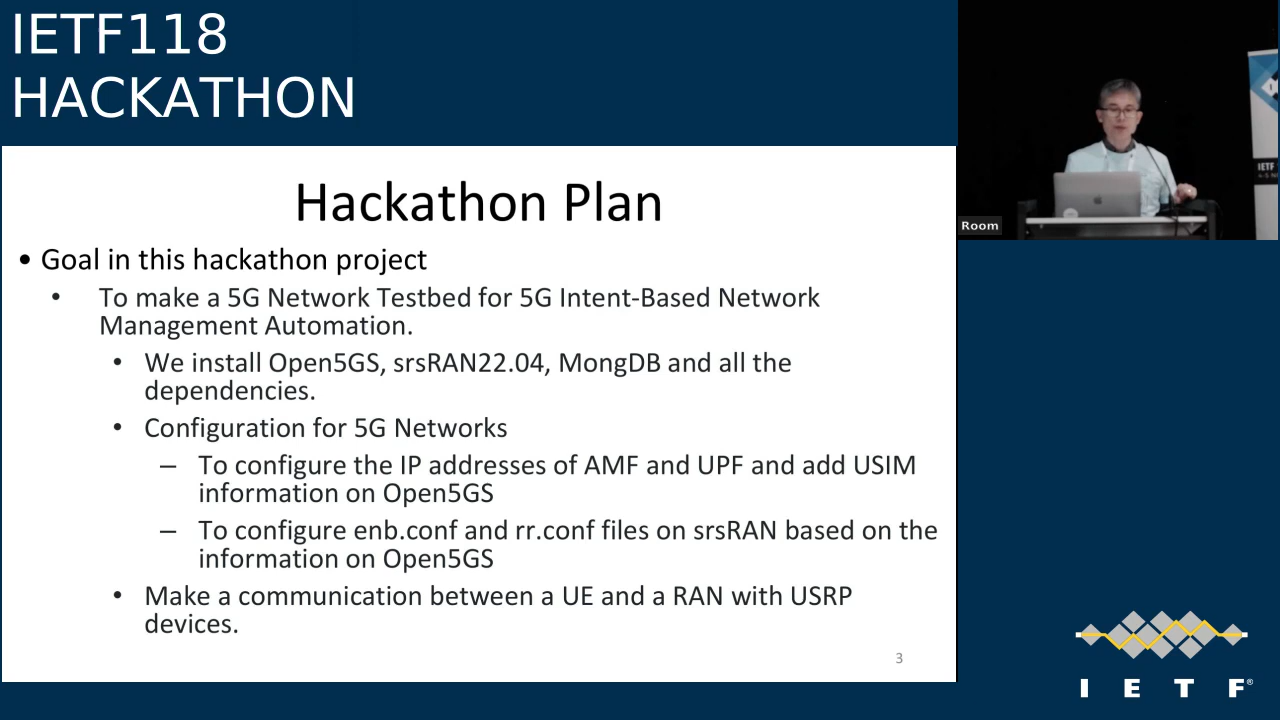 IETF118
HACKATHON
Hackathon Plan
• Goal in this hackathon project
• To make a 5G Network Testbed for 5G Intent-Based Network
Management Automation.
• We install Open5GS, srsRAN22.04, MongDB and all the
dependencies.
• Configuration for 5G Networks
– To configure the IP addresses of AMF and UPF and add USIM
information on Open5GS
– To configure enb.conf and rr.conf files on srsRAN based on the
information on Open5GS
• Make a communication between a UE and a RAN with USRP
devices.
3
Room
IETF
I E T F®